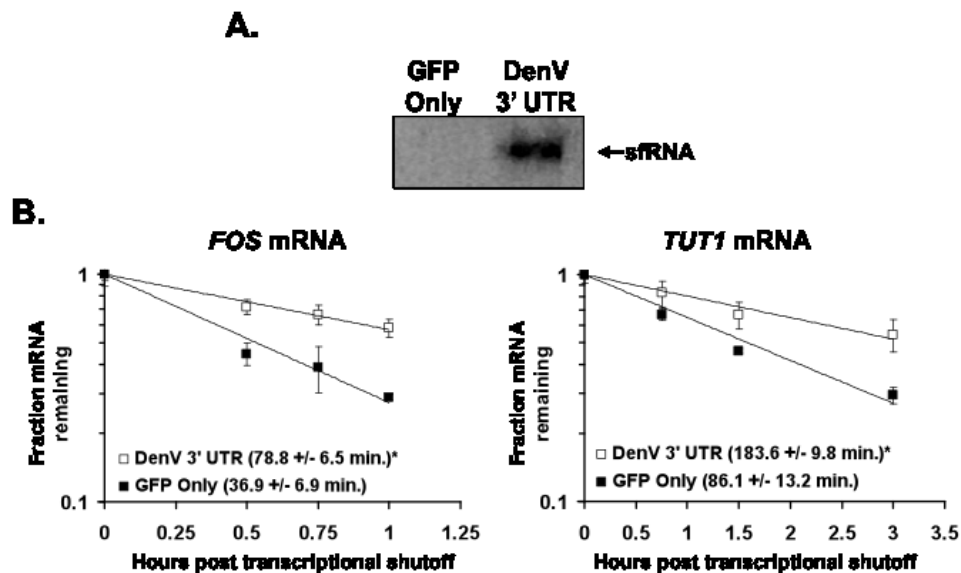 A.
GFP Only
DenV 3' UTR
←sfRNA
B.
FOS mRNA
Fraction mRNA remaining
1
0.1
□ DenV 3' UTR (78.8 +/- 6.5 min.)*
■ GFP Only (36.9 +/- 6.9 min.)
0 0.25 0.5 0.75 1 1.25
Hours post transcriptional shutoff
TUT1 mRNA
Fraction mRNA remaining
1
0.1
□ DenV 3' UTR (183.6 +/- 9.8 min.)*
■ GFP Only (86.1 +/- 13.2 min.)
0 0.5 1 1.5 2 2.5 3 3.5
Hours post transcriptional shutoff